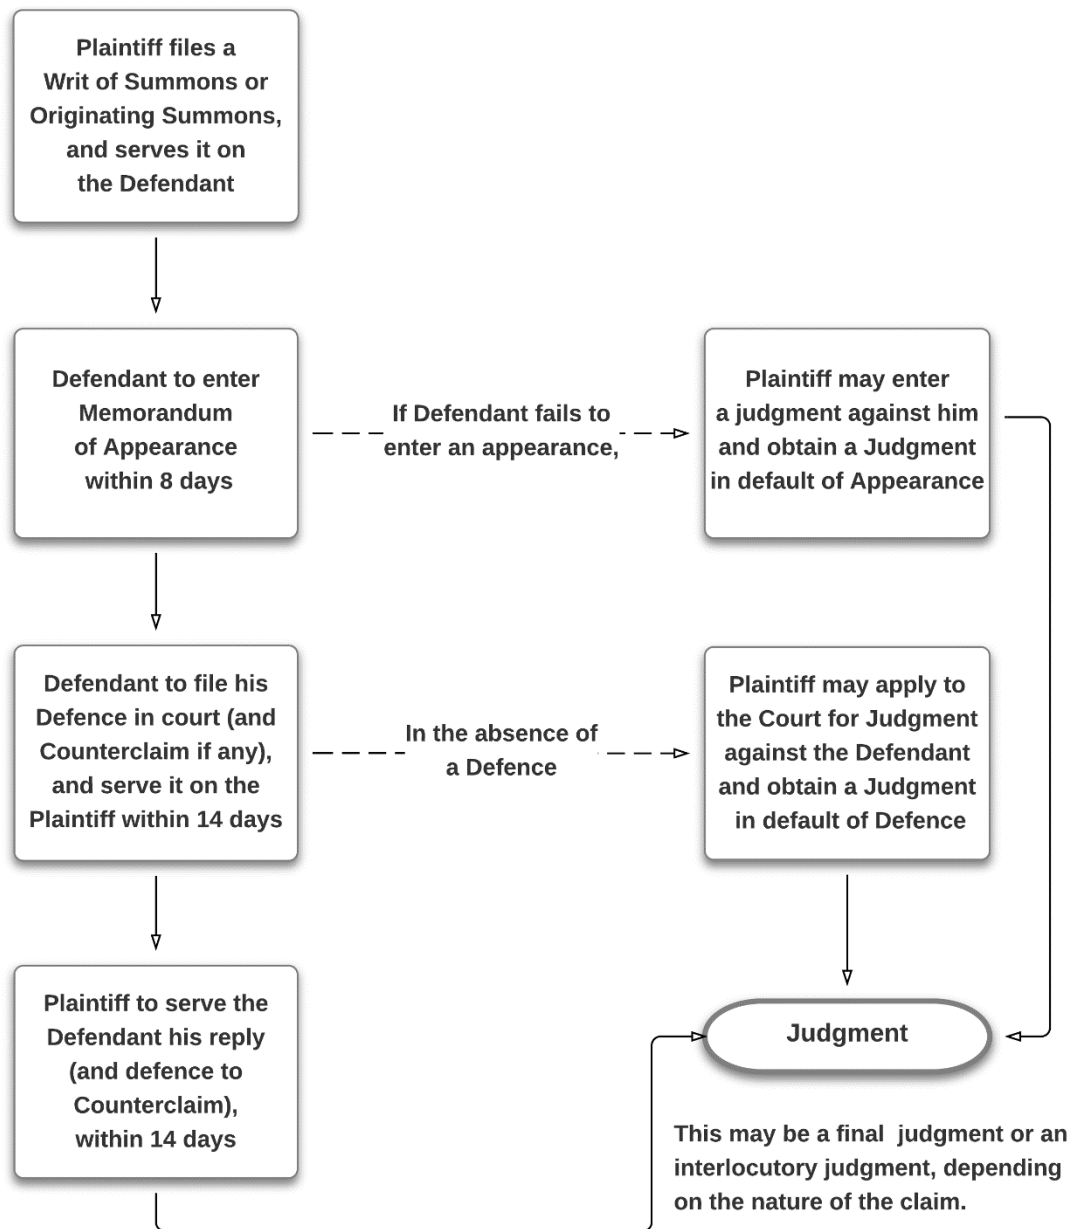 Plaintiff files a
Writ of Summons or
Originating Summons,
and serves it on
the Defendant
Defendant to enter
Memorandum
of Appearance
within 8 days
If Defendant fails to
enter an appearance,
Plaintiff may enter
a judgment against him
and obtain a Judgment
in default of Appearance
Defendant to file his
Defence in court (and
Counterclaim if any),
and serve it on the
Plaintiff within 14 days
In the absence of
a Defence
Plaintiff may apply to
the Court for Judgment
against the Defendant
and obtain a Judgment
in default of Defence
Plaintiff to serve the
Defendant his reply
(and defence to
Counterclaim),
within 14 days
Judgment
This may be a final judgment or an
interlocutory judgment, depending
on the nature of the claim.